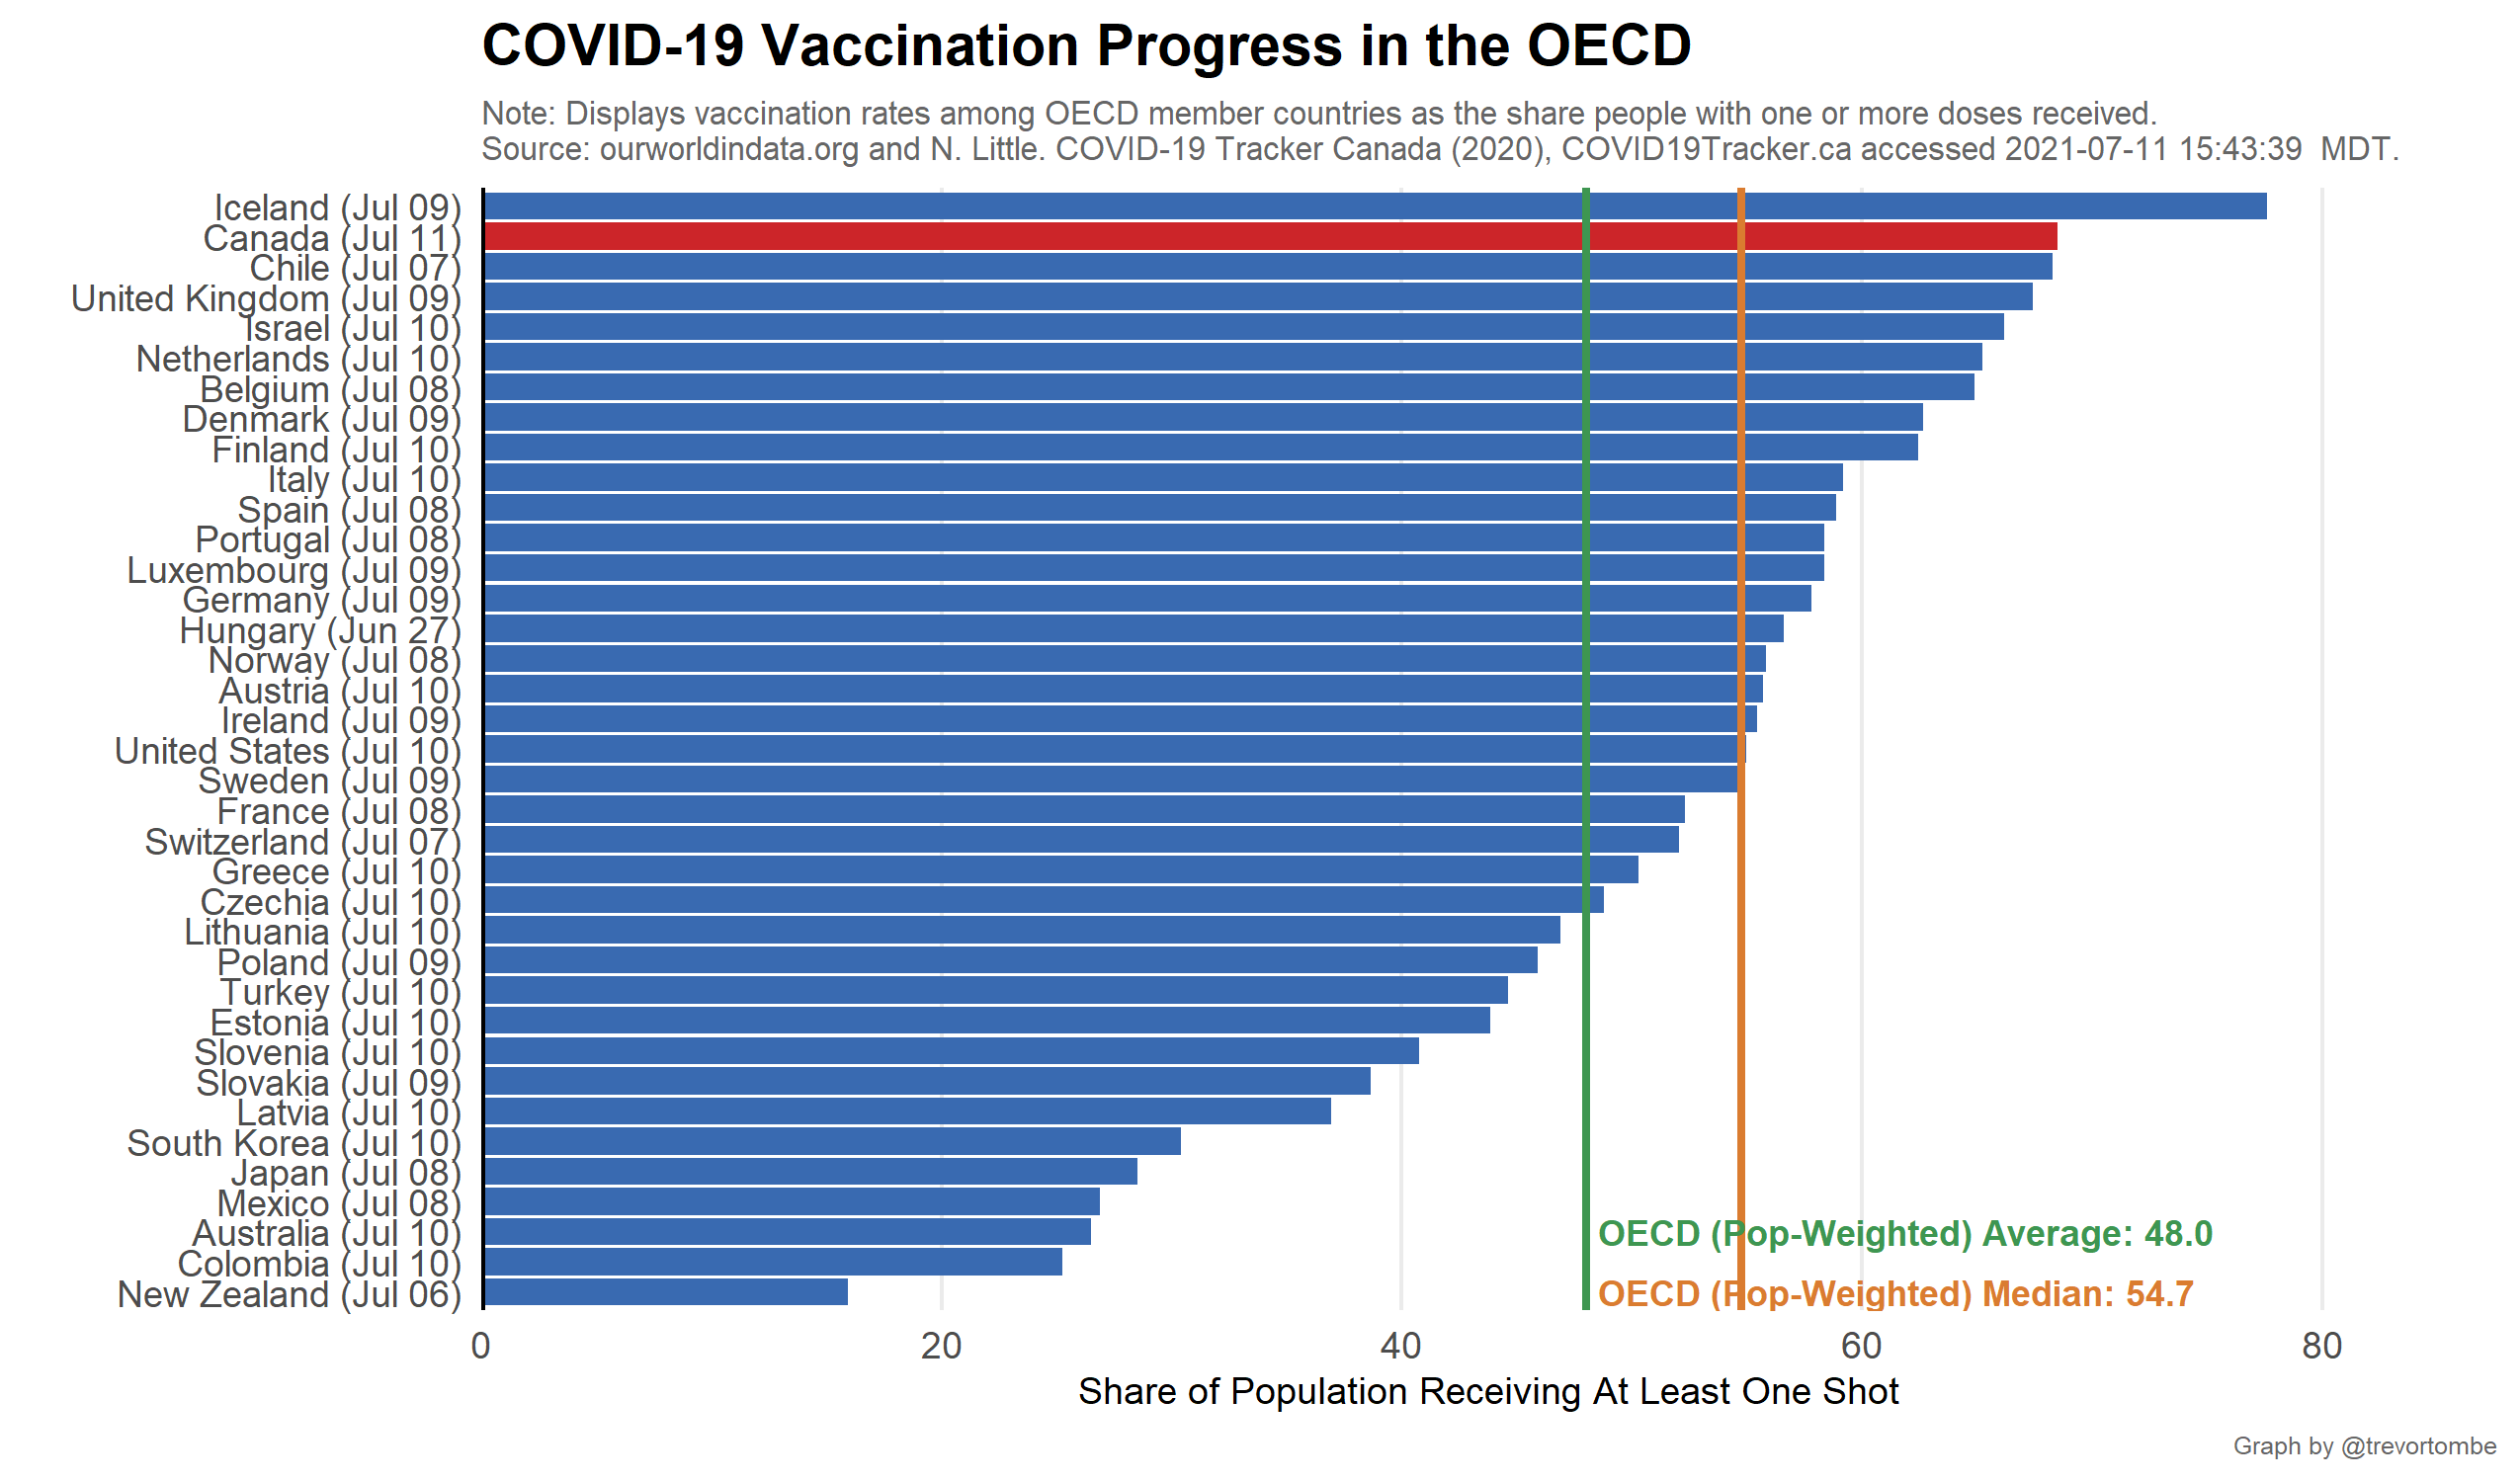 COVID-19 Vaccination Progress in the OECD
Note: Displays vaccination rates among OECD member countries as the share people with one or more doses received.
Source: ourworldindata.org and N. Little. COVID-19 Tracker Canada (2020), COVID19Tracker.ca accessed 2021-07-11 15:43:39  MDT.
Iceland (Jul 09)
Canada (Jul 11)
Chile (Jul 07)
United Kingdom (Jul 09)
Israel (Jul 10)
Netherlands (Jul 10)
Belgium (Jul 08)
Denmark (Jul 09)
Finland (Jul 10)
Italy (Jul 10)
Spain (Jul 08)
Portugal (Jul 08)
Luxembourg (Jul 09)
Germany (Jul 09)
Hungary (Jun 27)
Norway (Jul 08)
Austria (Jul 10)
Ireland (Jul 09)
United States (Jul 10)
Sweden (Jul 09)
France (Jul 08)
Switzerland (Jul 07)
Greece (Jul 10)
Czechia (Jul 10)
Lithuania (Jul 10)
Poland (Jul 09)
Turkey (Jul 10)
Estonia (Jul 10)
Slovenia (Jul 10)
Slovakia (Jul 09)
Latvia (Jul 10)
South Korea (Jul 10)
Japan (Jul 08)
Mexico (Jul 08)
Australia (Jul 10)
Colombia (Jul 10)
New Zealand (Jul 06)
OECD (Pop-Weighted) Average: 48.0
OECD (Pop-Weighted) Median: 54.7
0 20 40 60 80
Share of Population Receiving At Least One Shot
Graph by @trevortombe